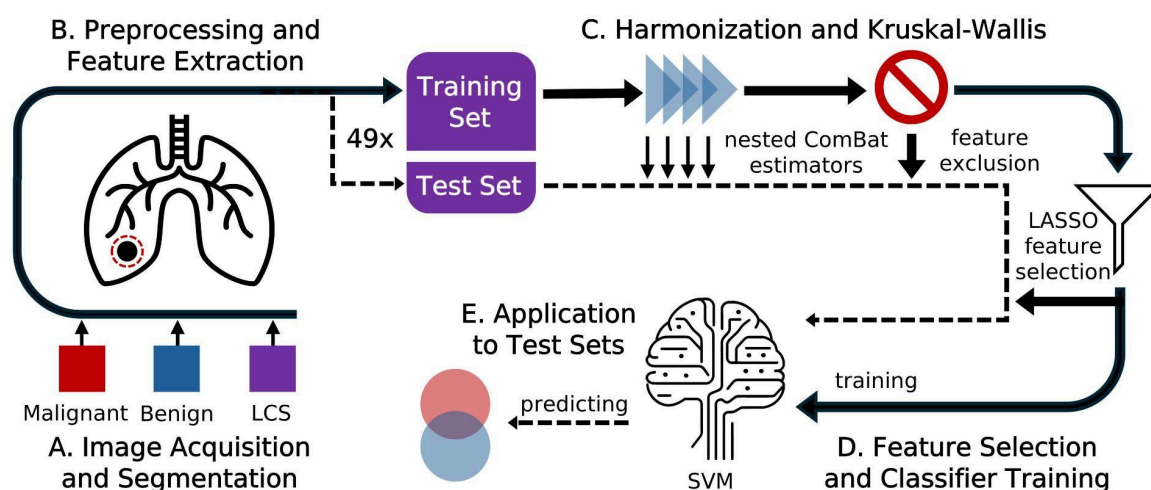 B. Preprocessing and
Feature Extraction
C. Harmonization and Kruskal-Wallis
49x
Training
Set
Test Set
nested ComBat
estimators
feature
exclusion
LASSO
feature
selection
Malignant
Benign
LCS
A. Image Acquisition
and Segmentation
E. Application
to Test Sets
predicting
SVM
training
D. Feature Selection
and Classifier Training